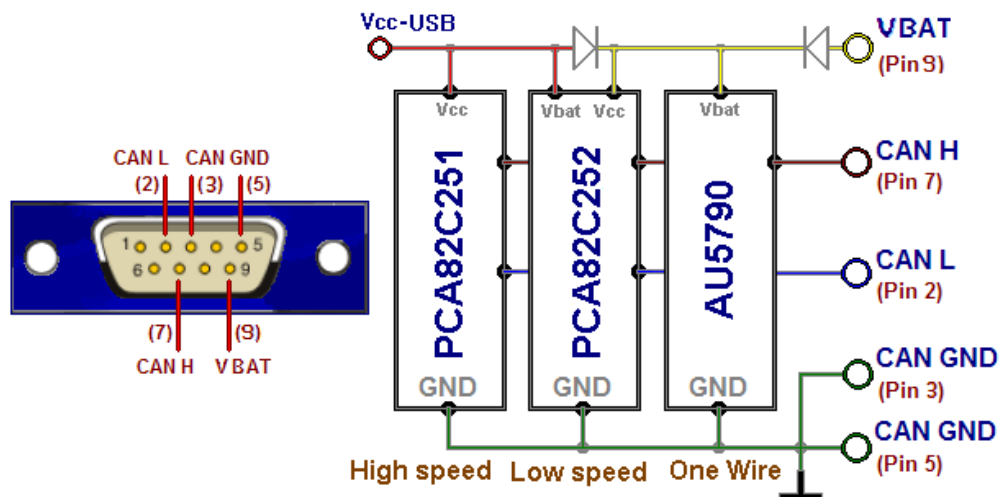 Vcc-USB
VBAT
(Pin 9)
Vcc
Vbat Vcc
Vbat
CAN L CAN GND
(2) (3) (5)
1 5
6 9
(7) (9)
CAN H V BAT
PCA82C251
PCA82C252
AU5790
CAN H
(Pin 7)
CAN L
(Pin 2)
GND GND GND
CAN GND
(Pin 3)
CAN GND
(Pin 5)
High speed Low speed One Wire